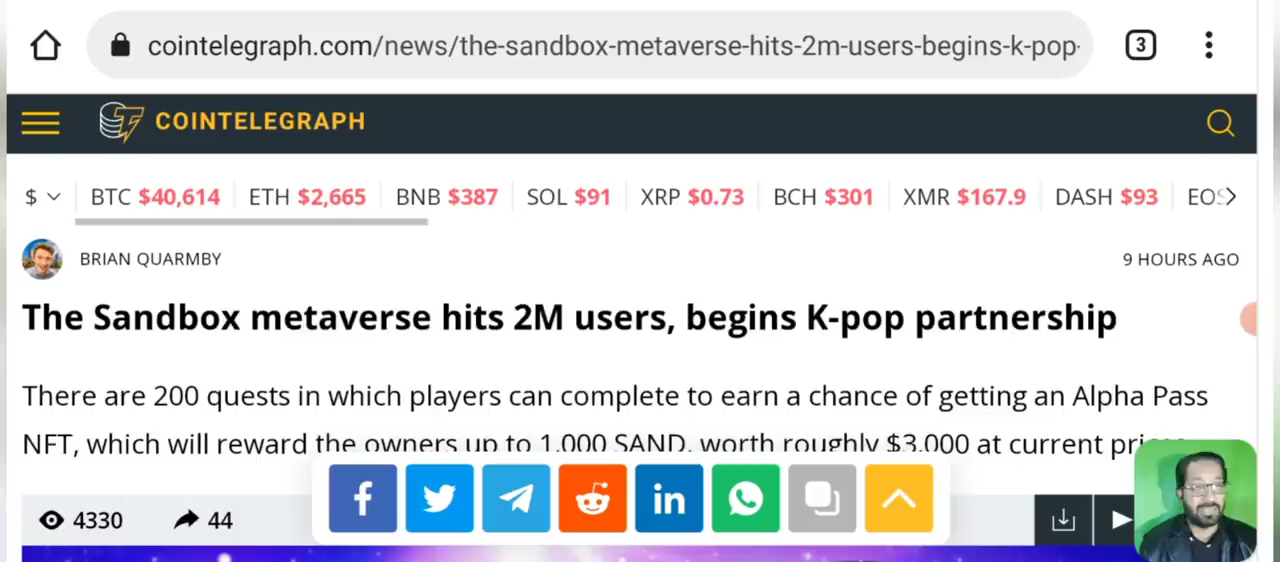 cointelegraph.com/news/the-sandbox-metaverse-hits-2m-users-begins-k-pop-
3
COINTELEGRAPH
$ BTC $40,614 ETH $2,665 BNB $387 SOL $91 XRP $0.73 BCH $301 XMR $167.9 DASH $93 EOS
BRIAN QUARMBY 9 HOURS AGO
The Sandbox metaverse hits 2M users, begins K-pop partnership
There are 200 quests in which players can complete to earn a chance of getting an Alpha Pass
NFT, which will reward the owners up to 1,000 SAND, worth roughly $3,000 at current
4330 44